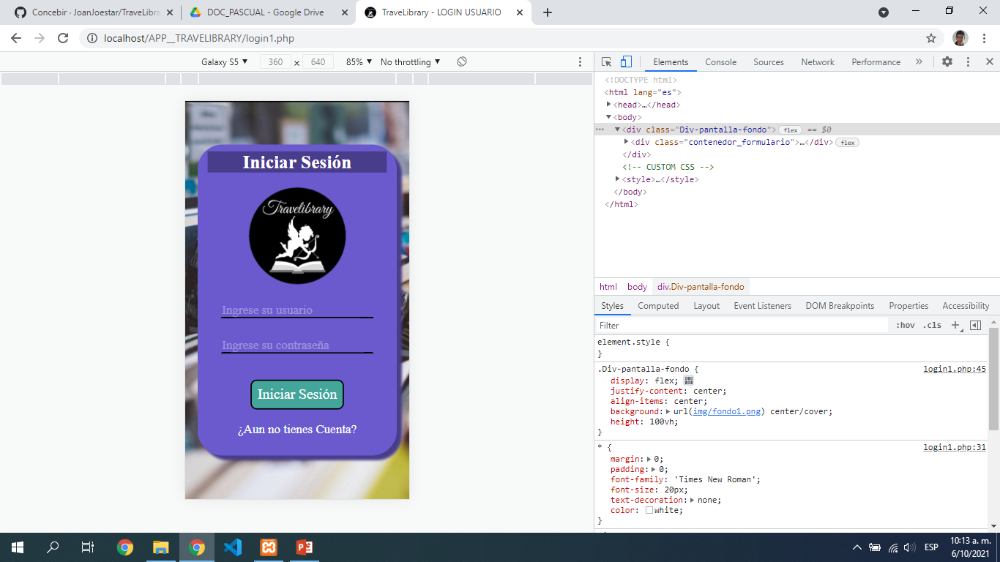 Concebir · JoanJoestar/TraveLibra
DOC_PASCUAL - Google Drive
TraveLibrary - LOGIN USUARIO
localhost/APP__TRAVELIBRARY/login1.php
Galaxy S5 ▼ 360 × 640 85% ▼ No throttling ▼
Iniciar Sesión
Travelibrary
Ingrese su usuario
Ingrese su contraseña
Iniciar Sesión
¿Aun no tienes Cuenta?
Elements Console Sources Network Performance »
<!DOCTYPE html>
<html lang="es">
<head>…</head>
<body>
<div class="Div-pantalla-fondo"> flex == $0
<div class="contenedor_formulario">…</div> flex
</div>
<!-- CUSTOM CSS -->
<style>…</style>
</body>
</html>
html body div.Div-pantalla-fondo
Styles Computed Layout Event Listeners DOM Breakpoints Properties Accessibility
Filter :hov .cls +
element.style {
}
.Div-pantalla-fondo { login1.php:45
display: flex;
justify-content: center;
align-items: center;
background: url(img/fondo1.png) center/cover;
height: 100vh;
}
* { login1.php:31
margin: 0;
padding: 0;
font-family: 'Times New Roman';
font-size: 20px;
text-decoration: none;
color: white;
}
ESP
10:13 a. m.
6/10/2021